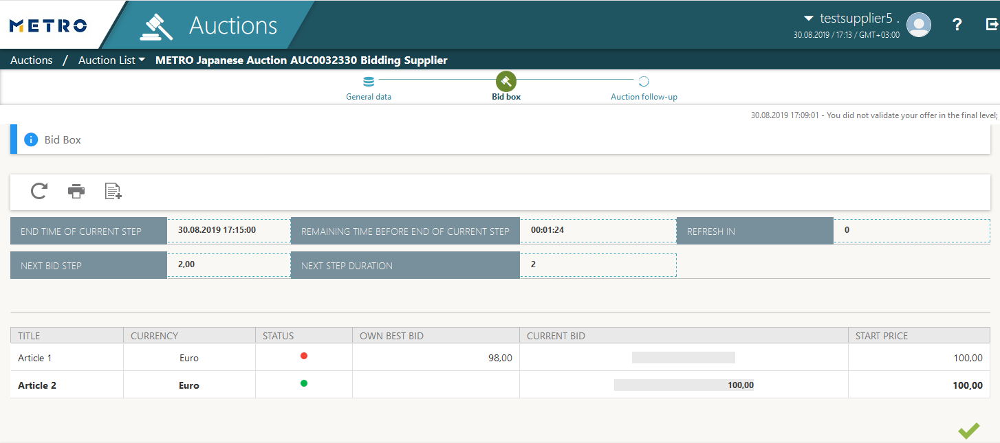 METRO
Auctions
testsupplier5 .
30.08.2019 / 17:13 / GMT+03:00
?
Auctions / Auction List METRO Japanese Auction AUC0032330 Bidding Supplier
General data
Bid box
Auction follow-up
30.08.2019 17:09:01 - You did not validate your offer in the final level;
i Bid Box
END TIME OF CURRENT STEP 30.08.2019 17:15:00 REMAINING TIME BEFORE END OF CURRENT STEP 00:01:24 REFRESH IN 0
NEXT BID STEP 2,00 NEXT STEP DURATION 2
TITLE CURRENCY STATUS OWN BEST BID CURRENT BID START PRICE
Article 1 Euro 98,00 100,00
Article 2 Euro 100,00 100,00